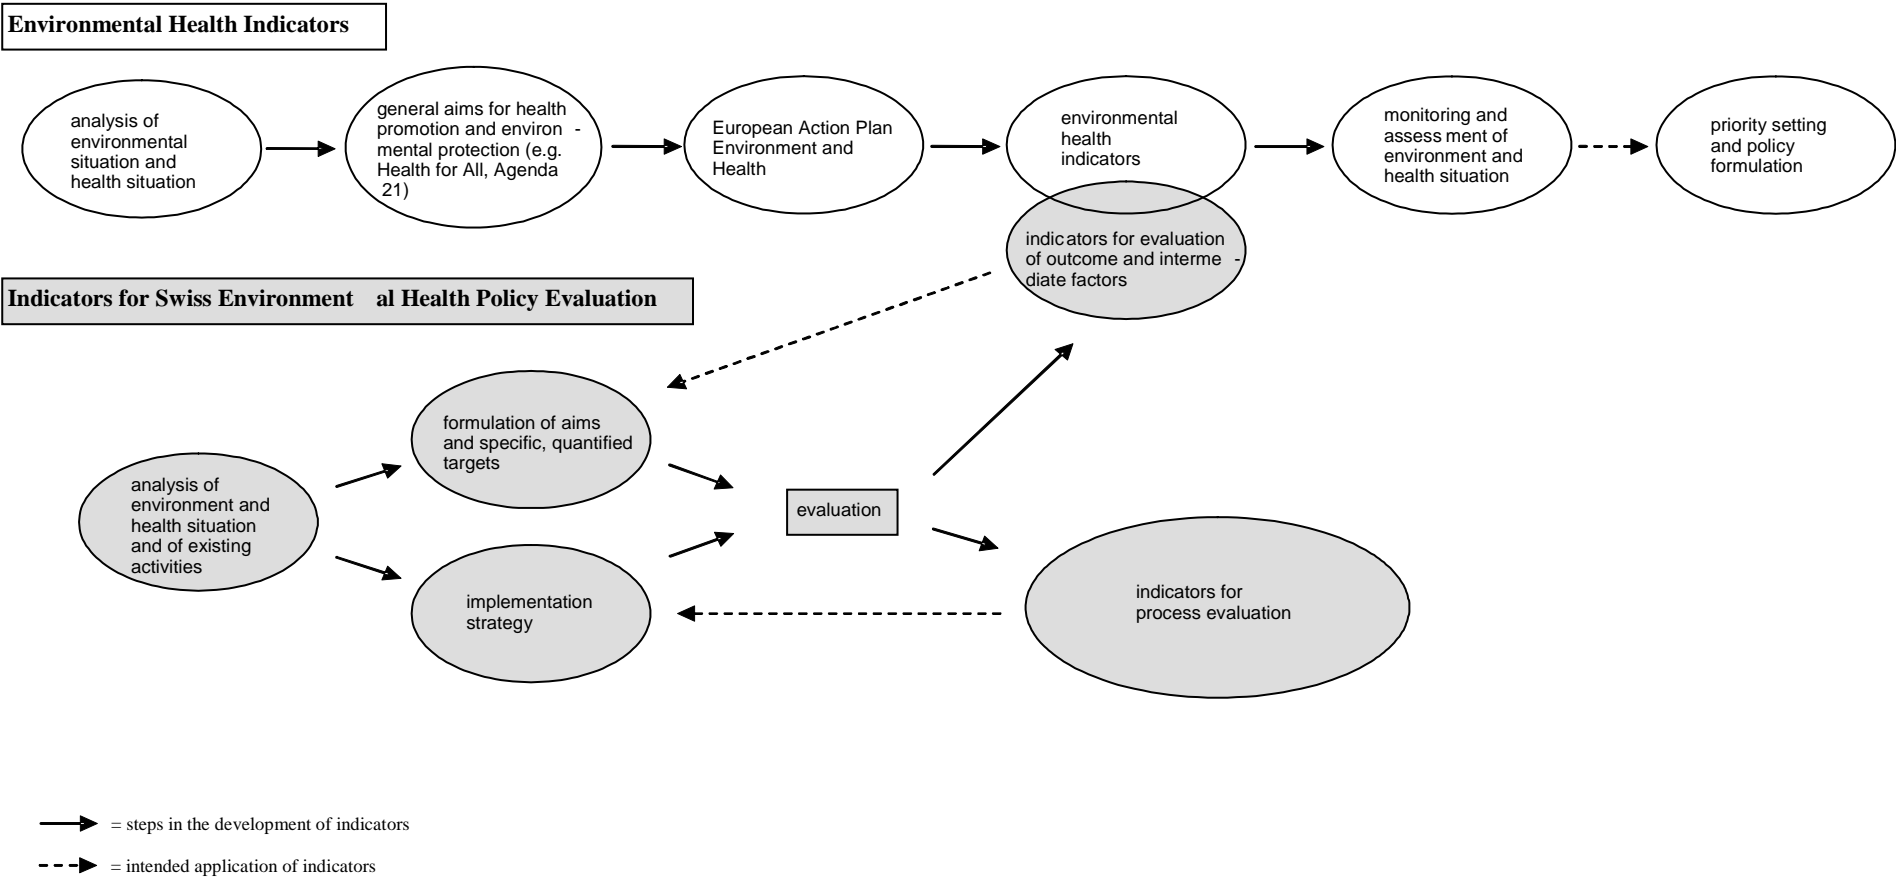 Environmental Health Indicators
analysis of
environmental
situation and
health situation
general aims for health
promotion and environ -
mental protection (e.g.
Health for All, Agenda
21)
European Action Plan
Environment and
Health
environmental
health
indicators
monitoring and
assess ment of
environment and
health situation
priority setting
and policy
formulation
indicators for evaluation
of outcome and interme -
diate factors
Indicators for Swiss Environment al Health Policy Evaluation
formulation of aims
and specific, quantified
targets
analysis of
environment and
health situation
and of existing
activities
evaluation
implementation
strategy
indicators for
process evaluation
= steps in the development of indicators
= intended application of indicators